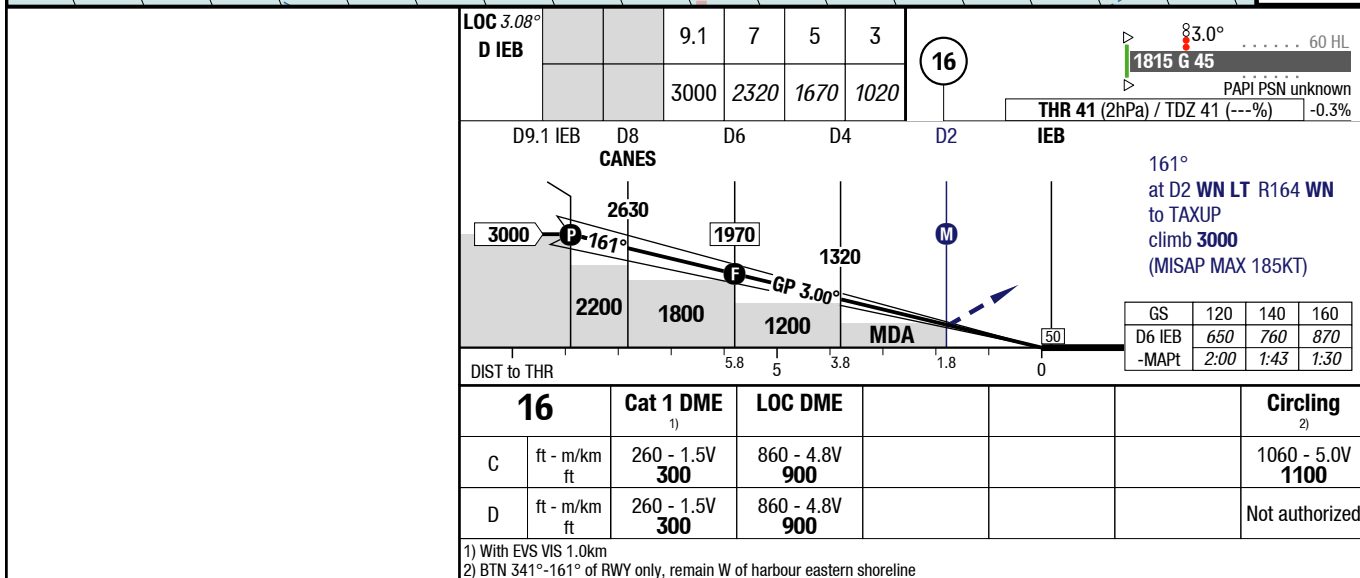 LOC 3.08°
D IEB
9.1 7 5 3
3000 2320 1670 1020
16
3.0°
60 HL
1815 G 45
PAPI PSN unknown
THR 41 (2hPa) / TDZ 41 (---%) -0.3%
D9.1 IEB D8 D6 D4 D2 IEB
CANES
161°
at D2 WN LT R164 WN
to TAXUP
climb 3000
(MISAP MAX 185KT)
2630
3000 P 161° 1970 M
1320
F GP 3.00°
2200 1800 1200 MDA 50
GS 120 140 160
D6 IEB 650 760 870
-MAPt 2:00 1:43 1:30
DIST to THR 5.8 5 3.8 1.8 0
16 Cat 1 DME LOC DME Circling
1) 2)
C ft - m/km 260 - 1.5V 860 - 4.8V 1060 - 5.0V
ft 300 900 1100
D ft - m/km 260 - 1.5V 860 - 4.8V Not authorized
ft 300 900
1) With EVS VIS 1.0km
2) BTN 341°-161° of RWY only, remain W of harbour eastern shoreline